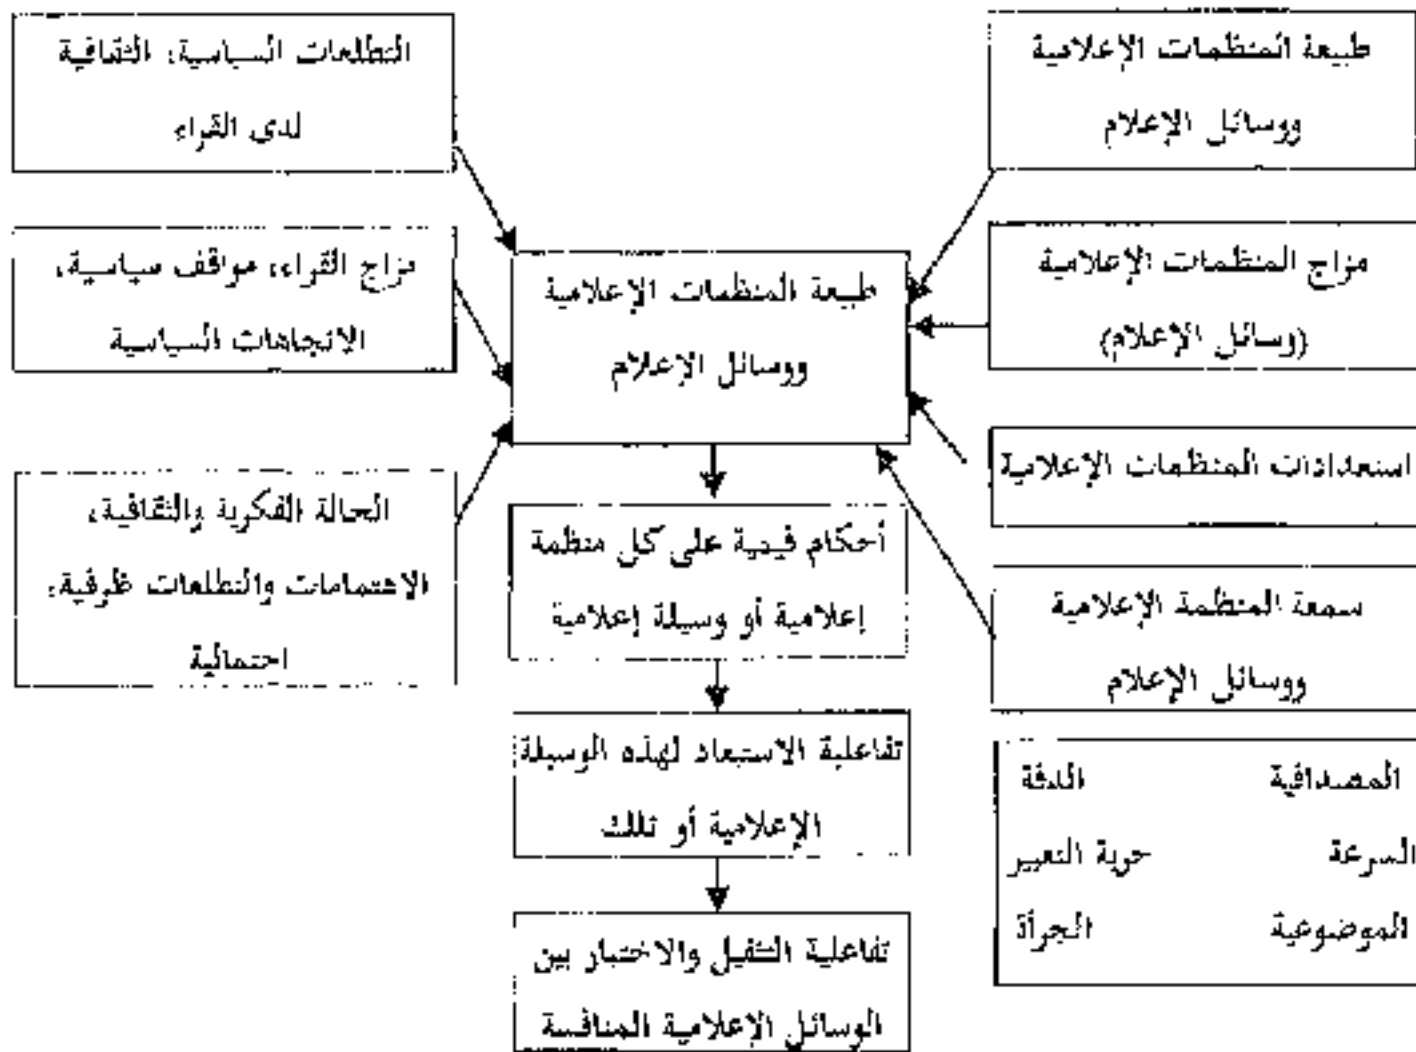 طبيعة المنظمات الإعلامية
ووسائل الإعلام
مزاج المنظمات الإعلامية
(وسائل الإعلام)
استعدادات المنظمات الإعلامية
سمعة المنظمة الإعلامية
ووسائل الإعلام
المصداقية الدقة
السرعة حرية التعبير
الموضوعية الجرأة
طبيعة المنظمات الإعلامية
ووسائل الإعلام
أحكام قيمية على كل منظمة
إعلامية أو وسيلة إعلامية
تفاعلية الاستبعاد لهذه الوسيلة
الإعلامية أو تلك
تفاعلية التنقيل والاختيار بين
الوسائل الإعلامية المنافسة
التطلعات السياسية، الثقافية
لدى القراء
مزاج القراء، مواقف سياسية،
الاتجاهات السياسية
الحالة الفكرية والثقافية،
الاهتمامات والتطلعات ظرفية،
احتمالية